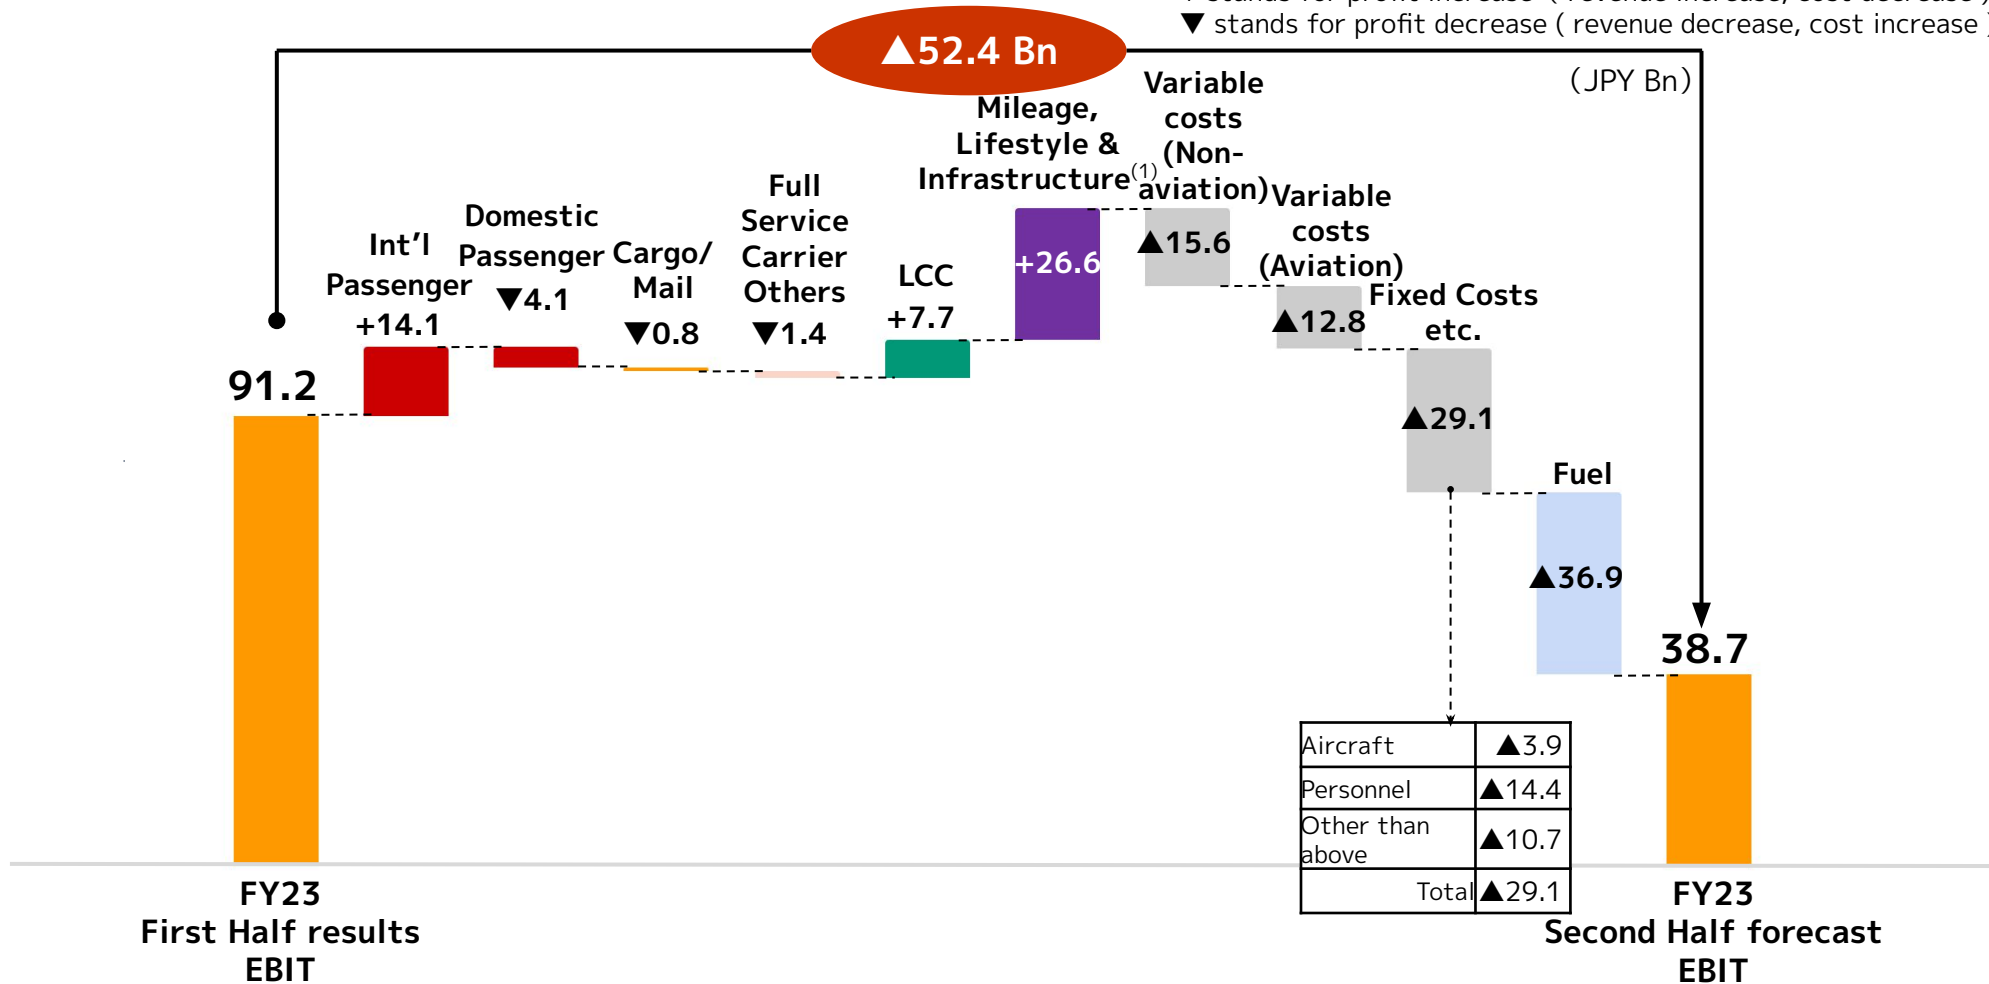 ▼ stands for profit decrease ( revenue decrease, cost increase )
▲52.4 Bn
(JPY Bn)
Int’l
Passenger
+14.1
Domestic
Passenger
▼4.1
Cargo/
Mail
▼0.8
Full
Service
Carrier
Others
▼1.4
LCC
+7.7
Mileage,
Lifestyle &
Infrastructure(1)
+26.6
Variable
costs
(Non-
aviation)
▲15.6
Variable
costs
(Aviation)
▲12.8
Fixed Costs
etc.
▲29.1
Fuel
▲36.9
91.2
38.7
Aircraft ▲3.9
Personnel ▲14.4
Other than
above ▲10.7
Total ▲29.1
FY23
First Half results
EBIT
FY23
Second Half forecast
EBIT